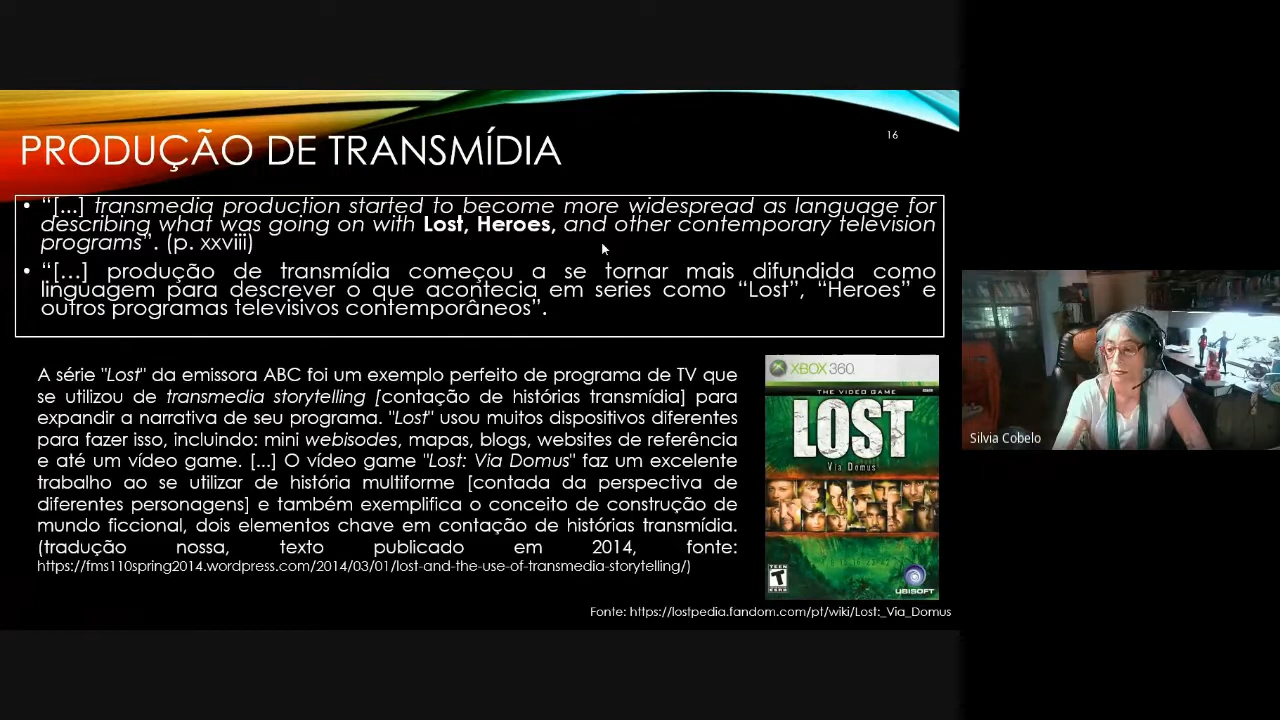 16
PRODUÇÃO DE TRANSMÍDIA
• “[...] transmedia production started to become more widespread as language for
describing what was going on with Lost, Heroes, and other contemporary television
programs”. (p. xxviii)
• “[...] produção de transmídia começou a se tornar mais difundida como
linguagem para descrever o que acontecia em series como “Lost”, “Heroes” e
outros programas televisivos contemporâneos”.
A série "Lost" da emissora ABC foi um exemplo perfeito de programa de TV que
se utilizou de transmedia storytelling [contação de histórias transmídia] para
expandir a narrativa de seu programa. "Lost" usou muitos dispositivos diferentes
para fazer isso, incluindo: mini webisodes, mapas, blogs, websites de referência
e até um vídeo game. [...] O vídeo game "Lost: Via Domus" faz um excelente
trabalho ao se utilizar de história multiforme [contada da perspectiva de
diferentes personagens] e também exemplifica o conceito de construção de
mundo ficcional, dois elementos chave em contação de histórias transmídia.
(tradução nossa, texto publicado em 2014, fonte:
https://fms110spring2014.wordpress.com/2014/03/01/lost-and-the-use-of-transmedia-storytelling/)
XBOX 360
THE VIDEO GAME
LOST
Via Domus
TEEN
ESRB
UBISOFT
Fonte: https://lostpedia.fandom.com/pt/wiki/Lost:_Via_Domus
Silvia Cobelo